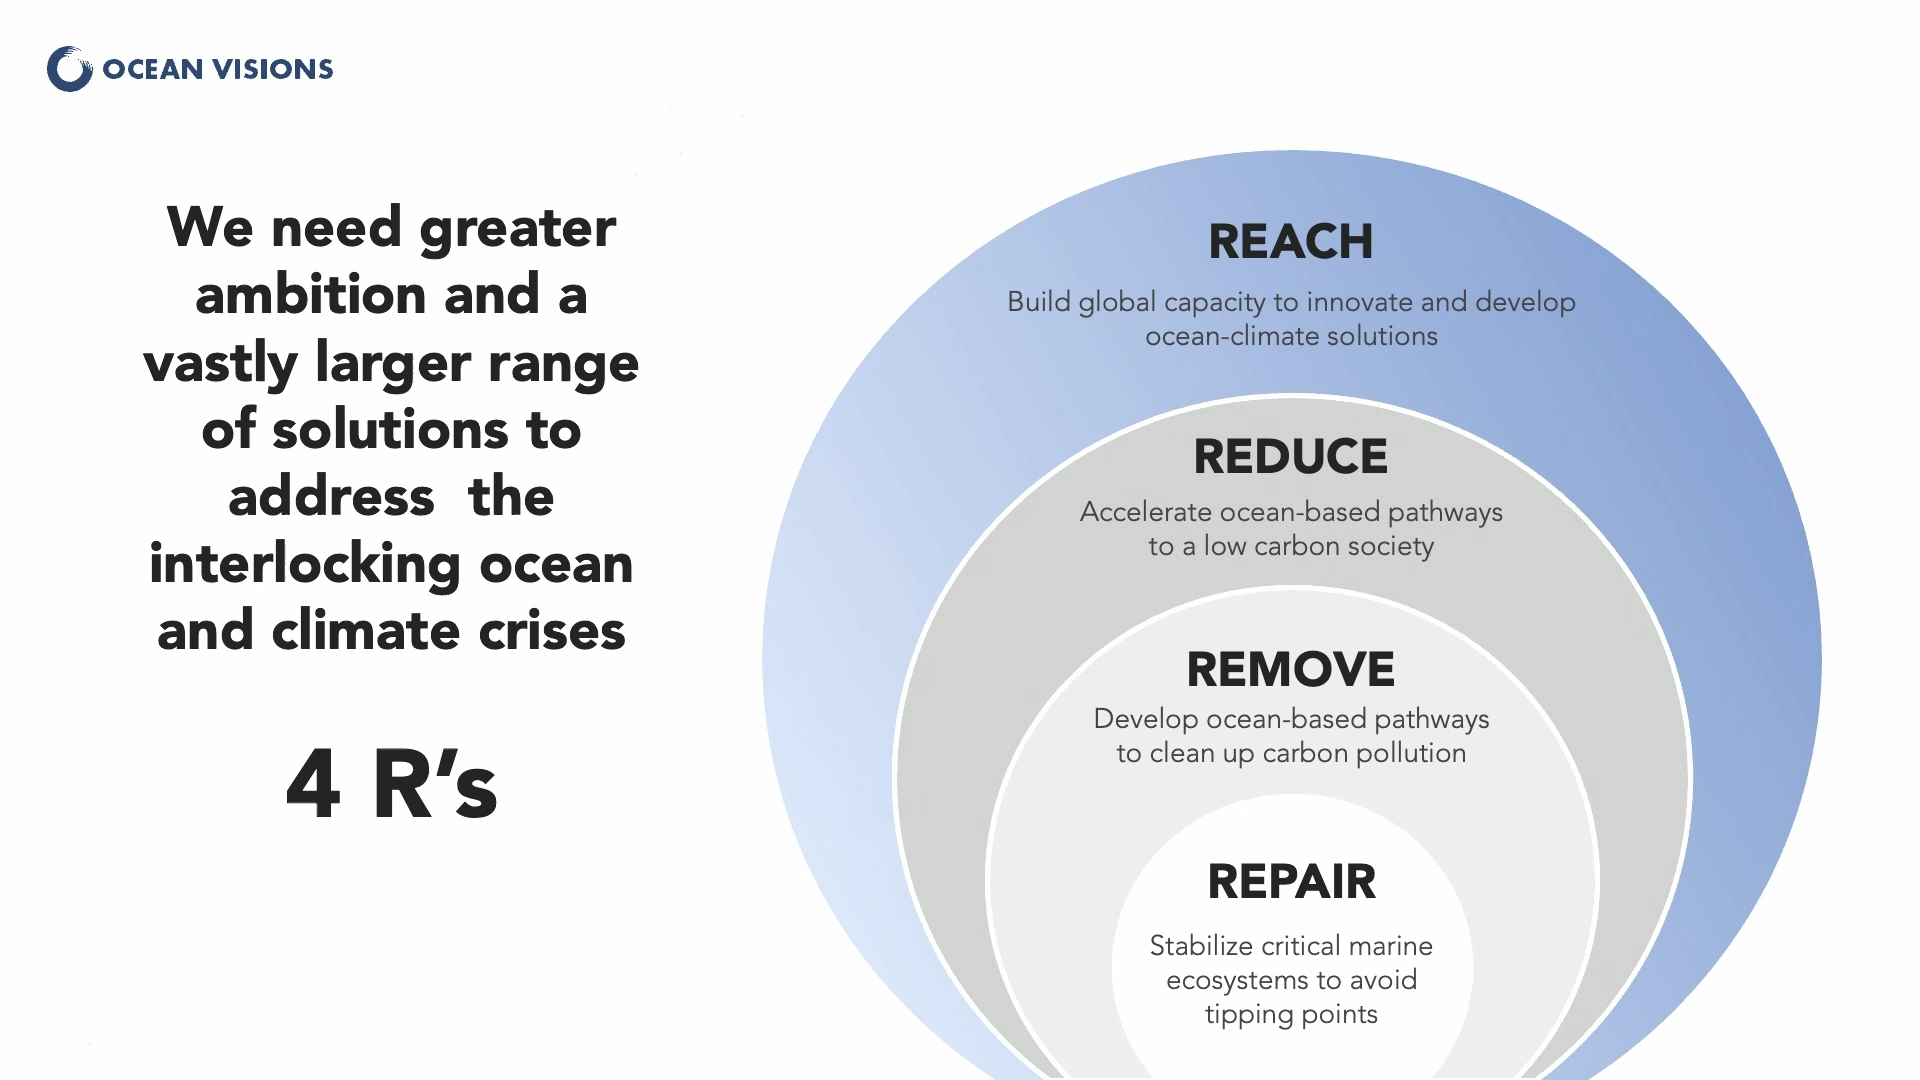 OCEAN VISIONS
We need greater
ambition and a
vastly larger range
of solutions to
address  the
interlocking ocean
and climate crises
4 R’s
REACH
Build global capacity to innovate and develop
ocean-climate solutions
REDUCE
Accelerate ocean-based pathways
to a low carbon society
REMOVE
Develop ocean-based pathways
to clean up carbon pollution
REPAIR
Stabilize critical marine
ecosystems to avoid
tipping points